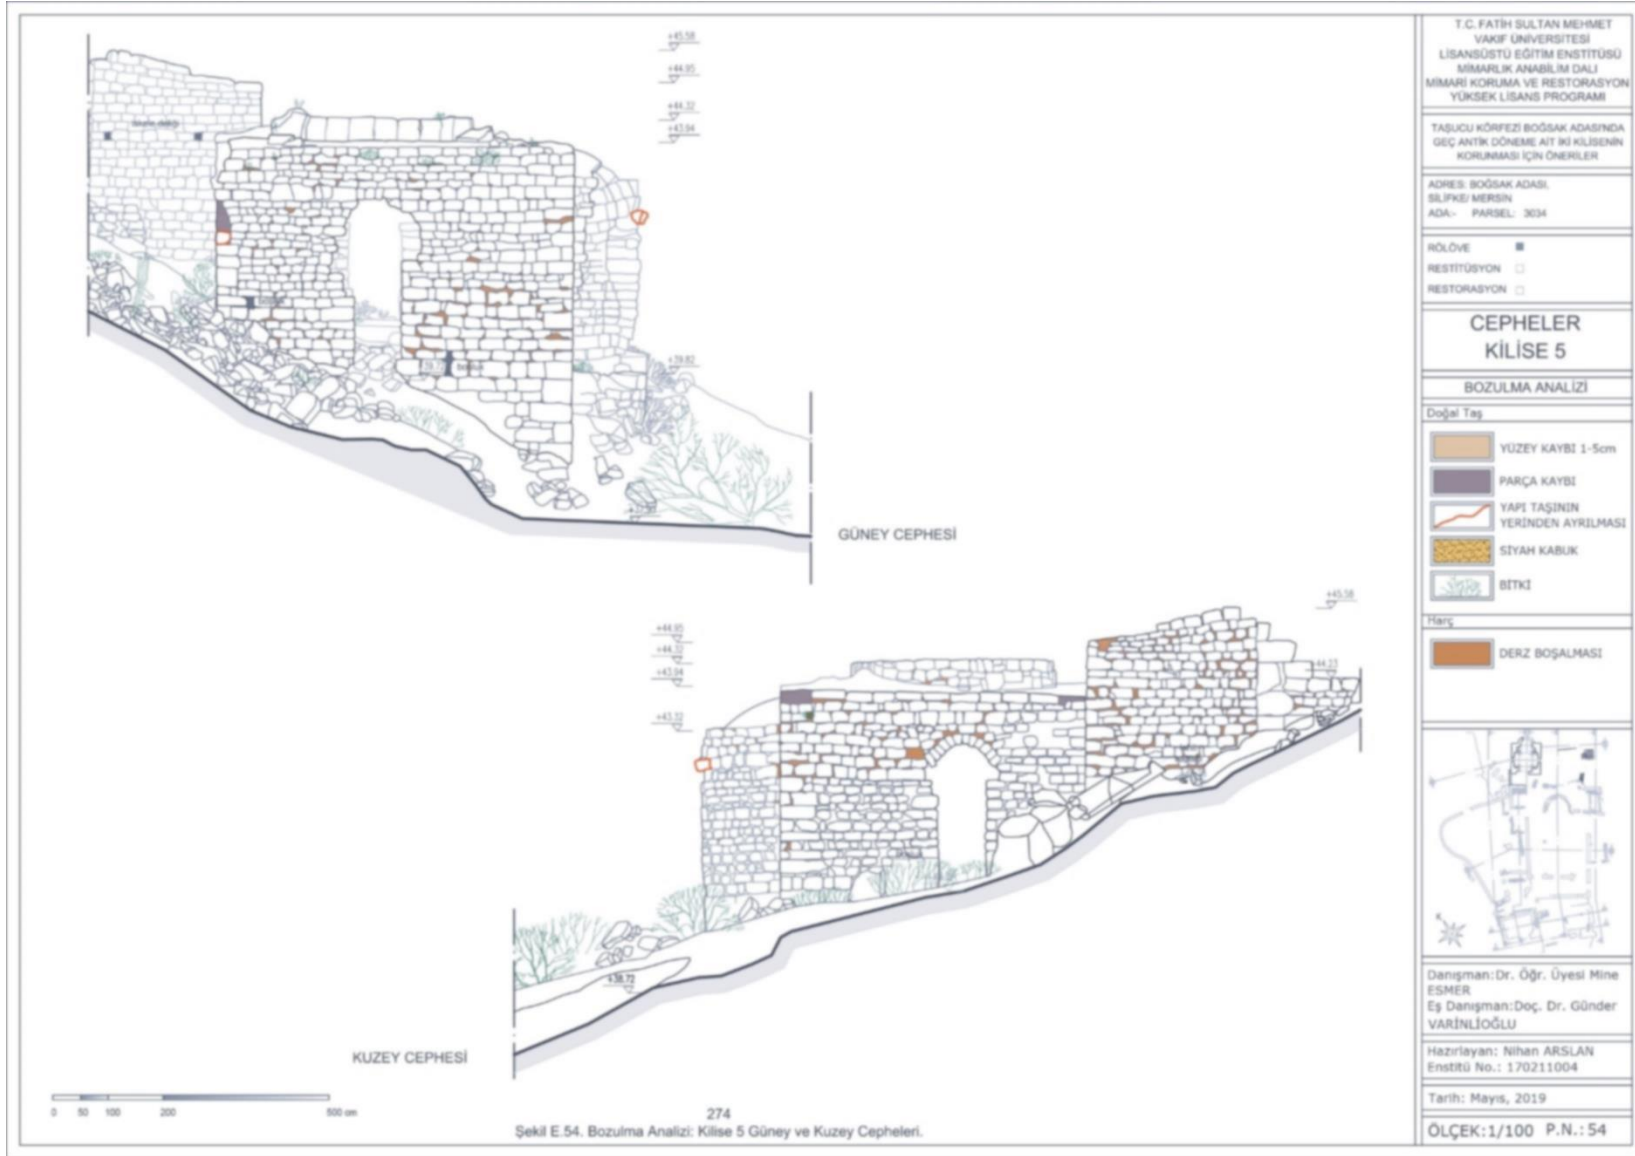 +45.58
+44.95
+44.32
+43.94
boşluk
+39.82
boşluk
GÜNEY CEPHESİ
+45.58
+44.95
+44.32
+43.94
+43.32
+38.72
KUZEY CEPHESİ
0 50 100 200 500 cm
274
Şekil E.54. Bozulma Analizi: Kilise 5 Güney ve Kuzey Cepheleri.
T.C. FATİH SULTAN MEHMET
VAKIF ÜNİVERSİTESİ
LİSANSÜSTÜ EĞİTİM ENSTİTÜSÜ
MİMARLIK ANABİLİM DALI
MİMARİ KORUMA VE RESTORASYON
YÜKSEK LİSANS PROGRAMI
TAŞUCU KÖRFEZİ BOĞSAK ADASI'NDA
GEÇ ANTİK DÖNEME AİT İKİ KİLİSENİN
KORUNMASI İÇİN ÖNERİLER
ADRES: BOĞSAK ADASI,
SİLİFKE/ MERSİN
ADA:- PARSEL: 3034
RÖLÖVE
RESTİTÜSYON
RESTORASYON
CEPHELER
KİLİSE 5
BOZULMA ANALİZİ
Doğal Taş
YÜZEY KAYBI 1-5cm
PARÇA KAYBI
YAPI TAŞININ
YERİNDEN AYRILMASI
SİYAH KABUK
BİTKİ
Harç
DERZ BOŞALMASI
Danışman:Dr. Öğr. Üyesi Mine
ESMER
Eş Danışman:Doç. Dr. Günder
VARİNLİOĞLU
Hazırlayan: Nihan ARSLAN
Enstitü No.: 170211004
Tarih: Mayıs, 2019
ÖLÇEK:1/100 P.N.: 54